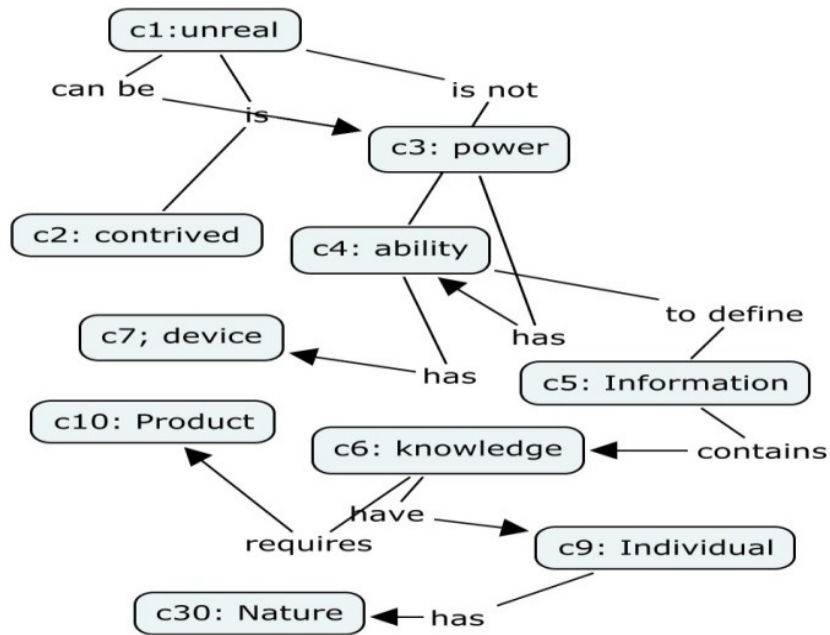 c1:unreal
can be
is not
is
c3: power
c2: contrived
c4: ability
to define
c7; device
has
has
c5: Information
c10: Product
c6: knowledge
contains
have
requires
c9: Individual
c30: Nature
has